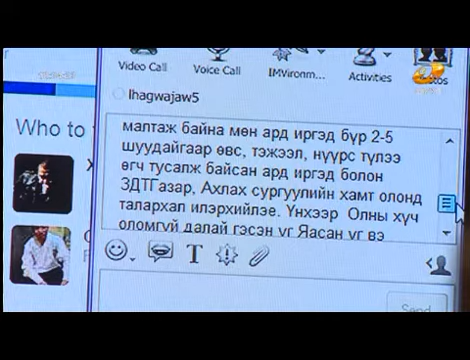 Video Call
Voice Call
IMVironm...
Activities
lhagwajaw5
Who to
малтаж байна мөн ард иргэд бүр 2-5
шуудайгаар өвс, тэжээл, нүүрс түлээ
өгч тусалж байсан ард иргэд болон
ЗДТГазар, Ахлах сургуулийн хамт олонд
талархал илэрхийлэе. Үнхээр Олны хүч
оломгүй далай гэсэн үг Яасан үг вэ
Send